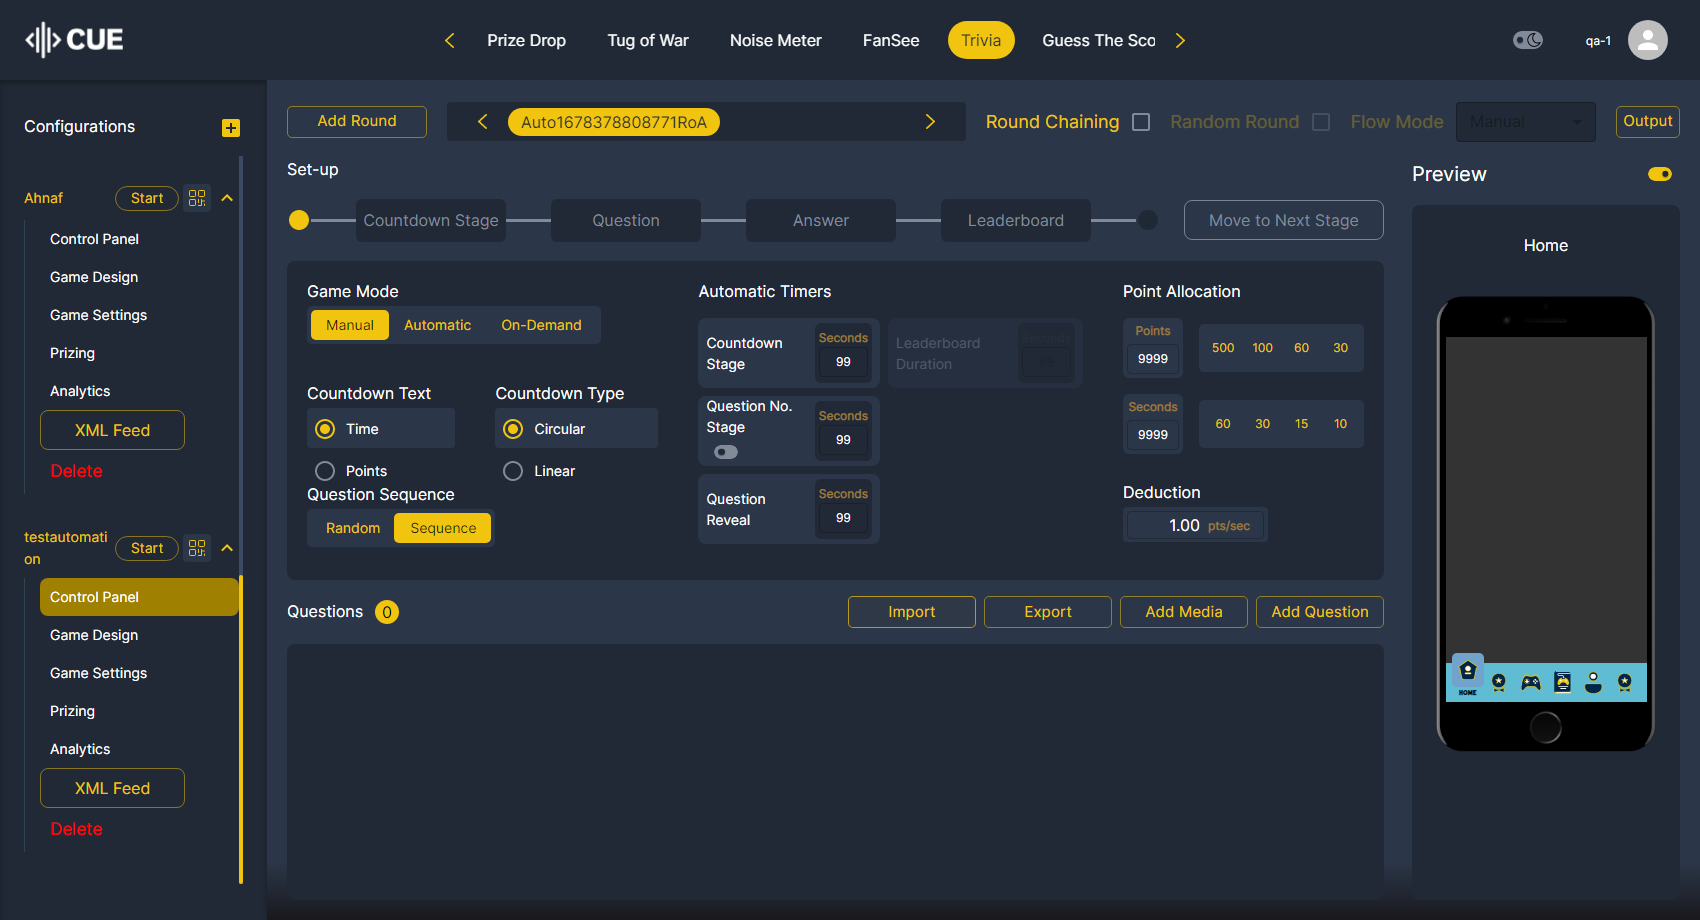 CUE
Prize Drop
Tug of War
Noise Meter
FanSee
Trivia
Guess The Sco
qa-1
Configurations
Ahnaf
Start
Control Panel
Game Design
Game Settings
Prizing
Analytics
XML Feed
Delete
testautomati
on
Start
Control Panel
Game Design
Game Settings
Prizing
Analytics
XML Feed
Delete
Add Round
Auto1678378808771RoA
Round Chaining
Random Round
Flow Mode
Manual
Output
Set-up
Countdown Stage
Question
Answer
Leaderboard
Move to Next Stage
Game Mode
Manual
Automatic
On-Demand
Countdown Text
Time
Points
Countdown Type
Circular
Linear
Question Sequence
Random
Sequence
Automatic Timers
Countdown
Stage
Seconds
99
Leaderboard
Duration
Seconds
Question No.
Stage
Seconds
99
Question
Reveal
Seconds
99
Point Allocation
Points
9999
500
100
60
30
Seconds
9999
60
30
15
10
Deduction
1.00 pts/sec
Questions 0
Import
Export
Add Media
Add Question
Preview
Home
HOME